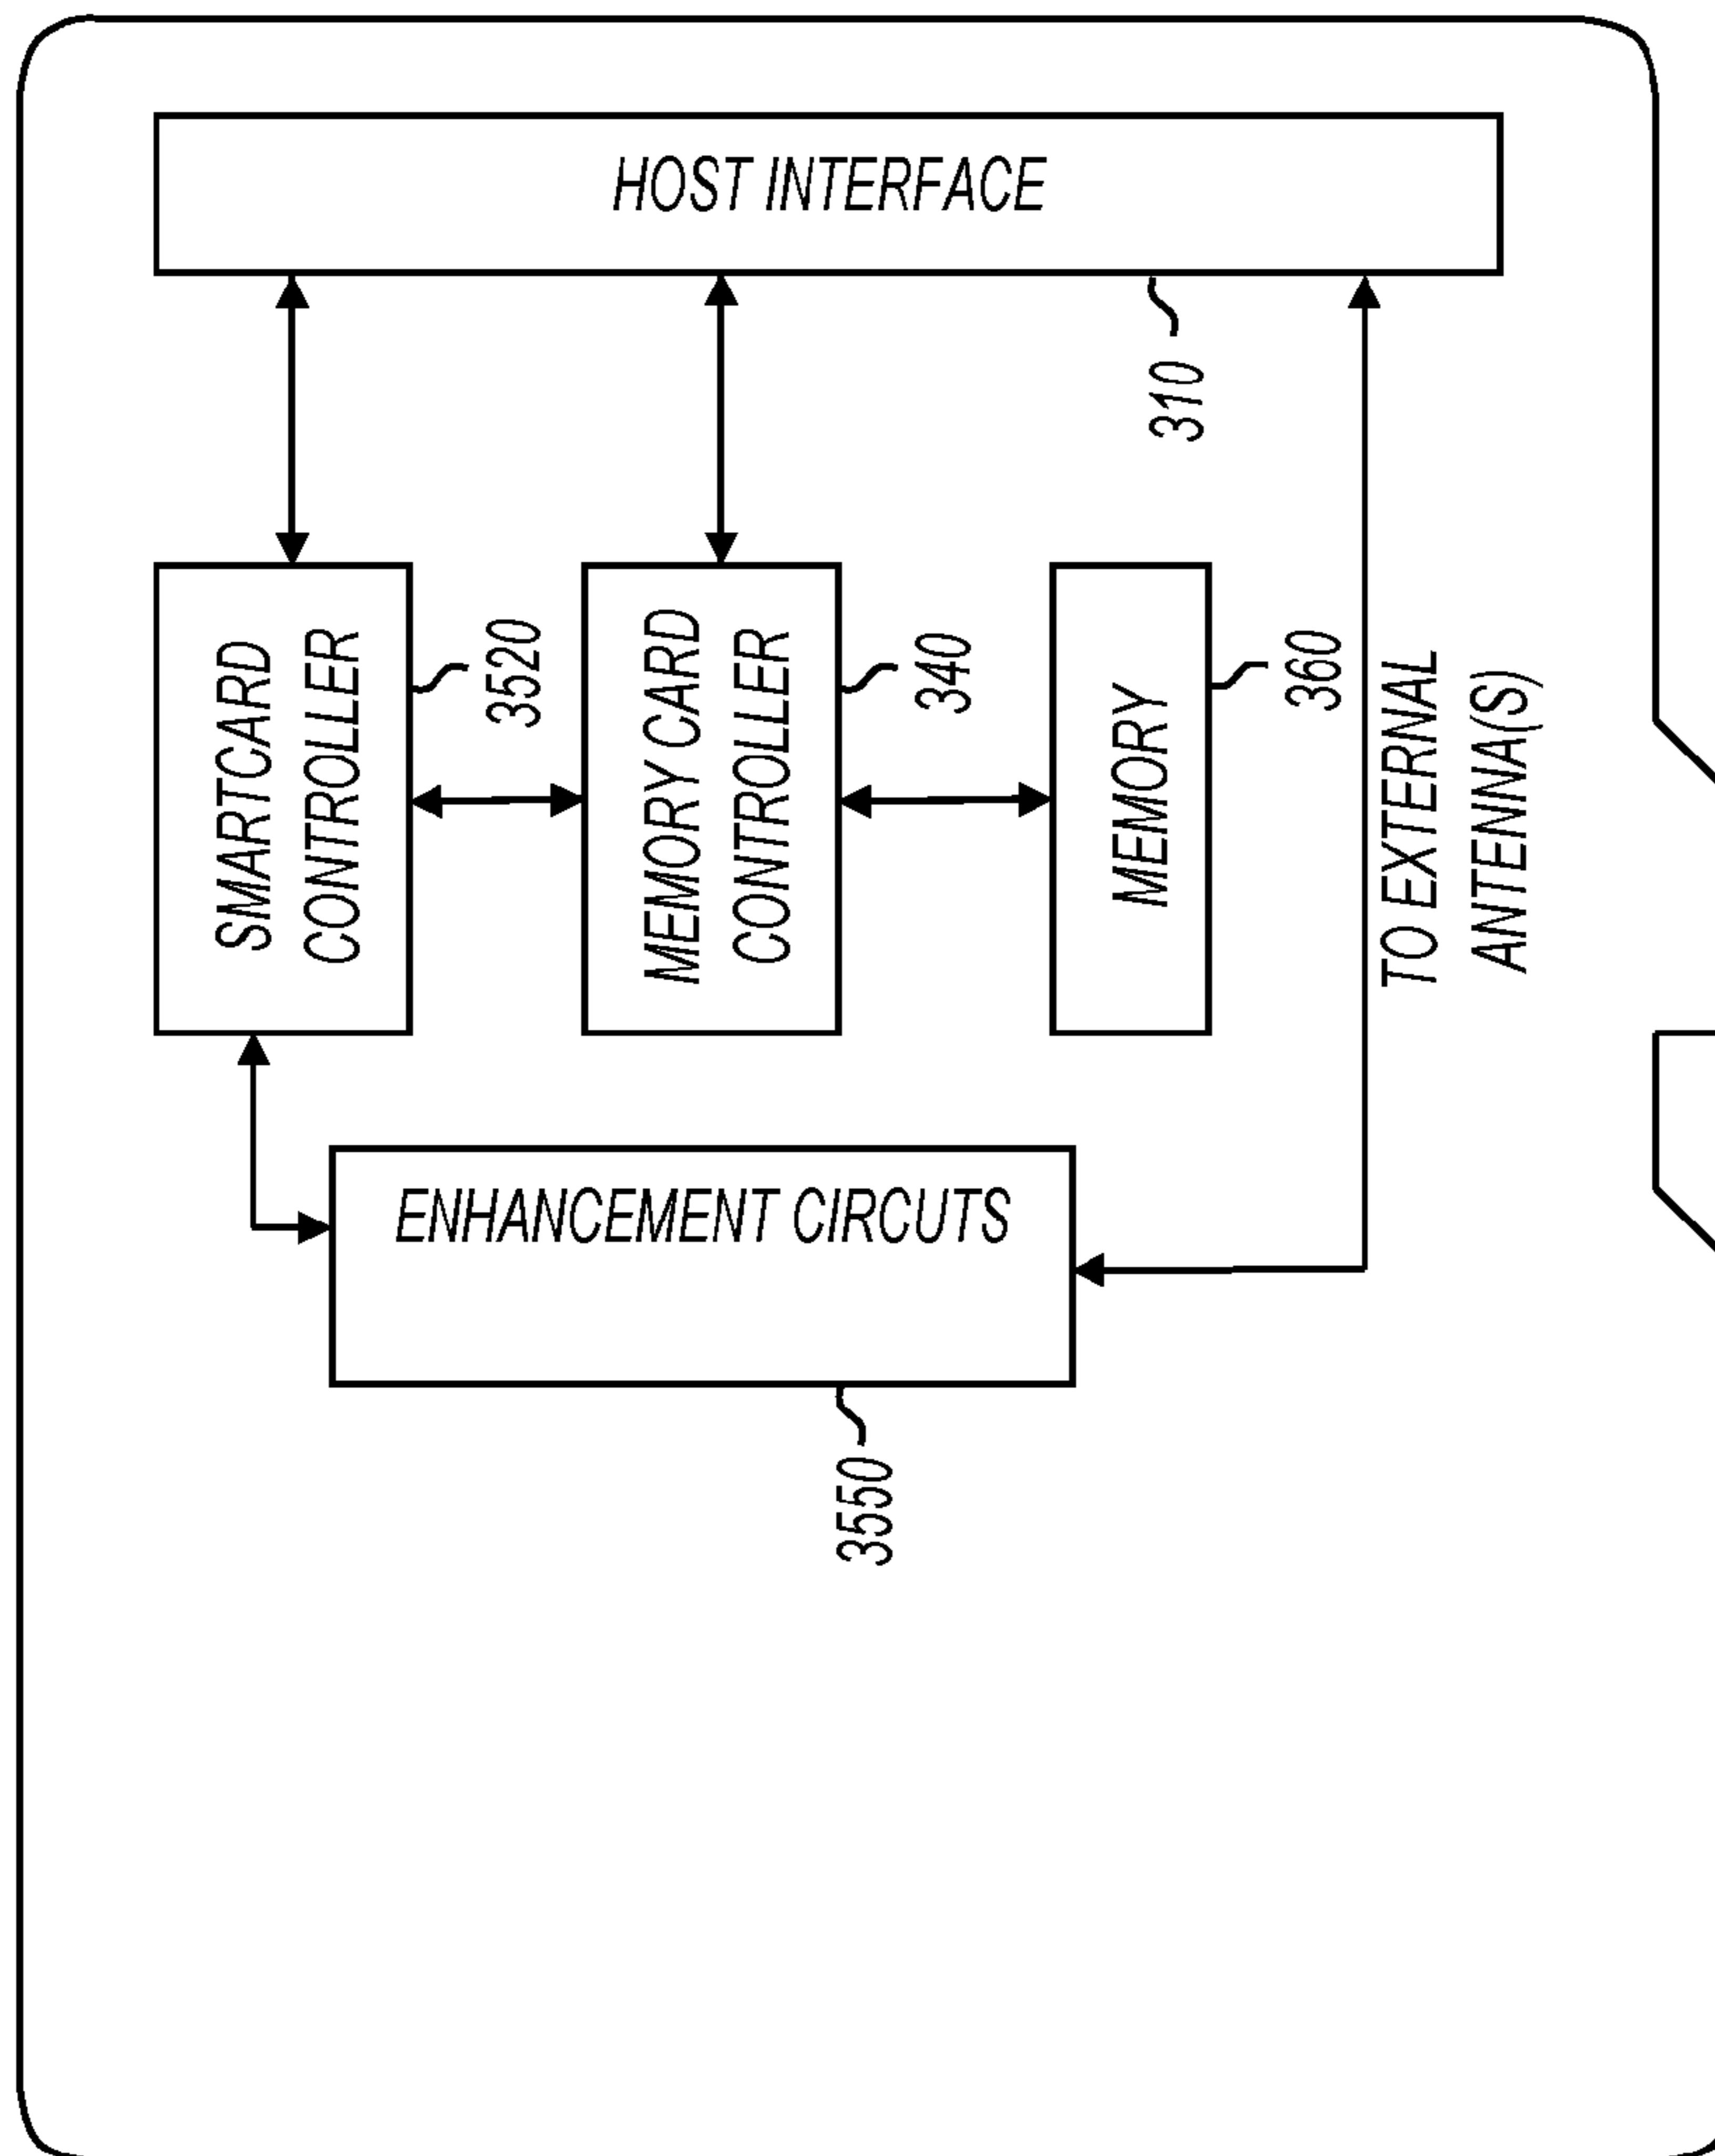 HOST INTERFACE
310
SMARTCARD
CONTROLLER
3520
MEMORY CARD
CONTROLLER
340
MEMORY
360
TO EXTERNAL
ANTENNA(S)
ENHANCEMENT CIRCUTS
3550